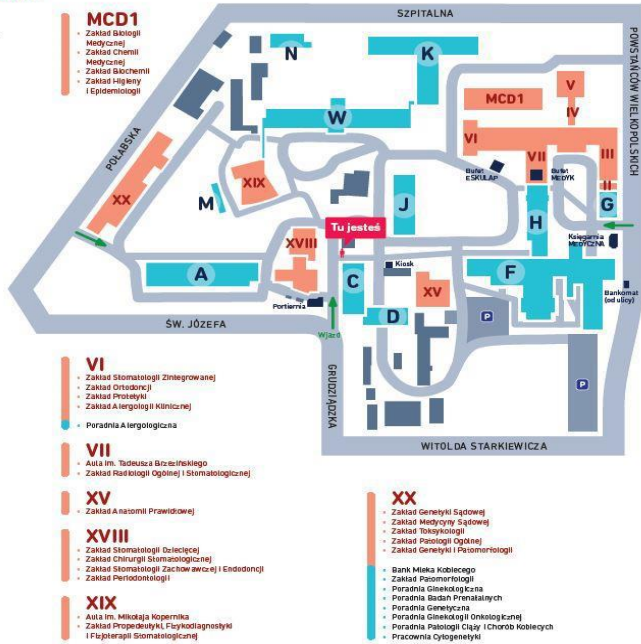 MCD1
Zakład Biologii
Medycznej
Zakład Chemii
Medycznej
Zakład Biochemii
Zakład Higieny
i Epidemiologii
SZPITALNA
POWSTAŃCÓW WIELKOPOLSKICH
POŁABSKA
N
K
W
MCD1
V
IV
VI
VII
III
II
Bufet
ESKULAP
Bufet
MEDYK
XX
XIX
M
J
H
G
Tu jesteś
XVIII
Księgarnia
MEDYCZNA
A
C
Kiosk
XV
F
D
Portiernia
Bankomat
(od ulicy)
P
P
ŚW. JÓZEFA
Wjazd
GRUDZIĄDZKA
WITOLDA STARKIEWICZA
VI
Zakład Stomatologii Zintegrowanej
Zakład Ortodoncji
Zakład Protetyki
Zakład Alergologii Klinicznej
Poradnia Alergologiczna
VII
Aula im. Tadeusza Brzezińskiego
Zakład Radiologii Ogólnej i Stomatologicznej
XV
Zakład Anatomii Prawidłowej
XVIII
Zakład Stomatologii Dziecięcej
Zakład Chirurgii Stomatologicznej
Zakład Stomatologii Zachowawczej i Endodoncji
Zakład Periodontologii
XIX
Aula im. Mikołaja Kopernika
Zakład Propedeutyki, Fizykodiagnostyki
i Fizjoterapii Stomatologicznej
XX
Zakład Genetyki Sądowej
Zakład Medycyny Sądowej
Zakład Toksykologii
Zakład Patologii Ogólnej
Zakład Genetyki i Patomorfologii
Bank Mleka Kobiecego
Zakład Patomorfologii
Poradnia Ginekologiczna
Poradnia Badań Prenatalnych
Poradnia Genetyczna
Poradnia Ginekologii Onkologicznej
Poradnia Patologii Ciąży i Chorób Kobiecych
Pracownia Cytogenetyki